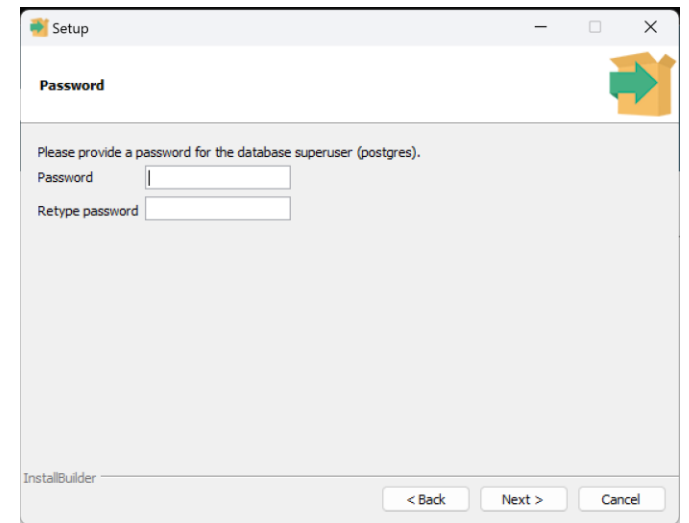 Setup
Password
Please provide a password for the database superuser (postgres).
Password
Retype password
InstallBuilder
< Back Next > Cancel